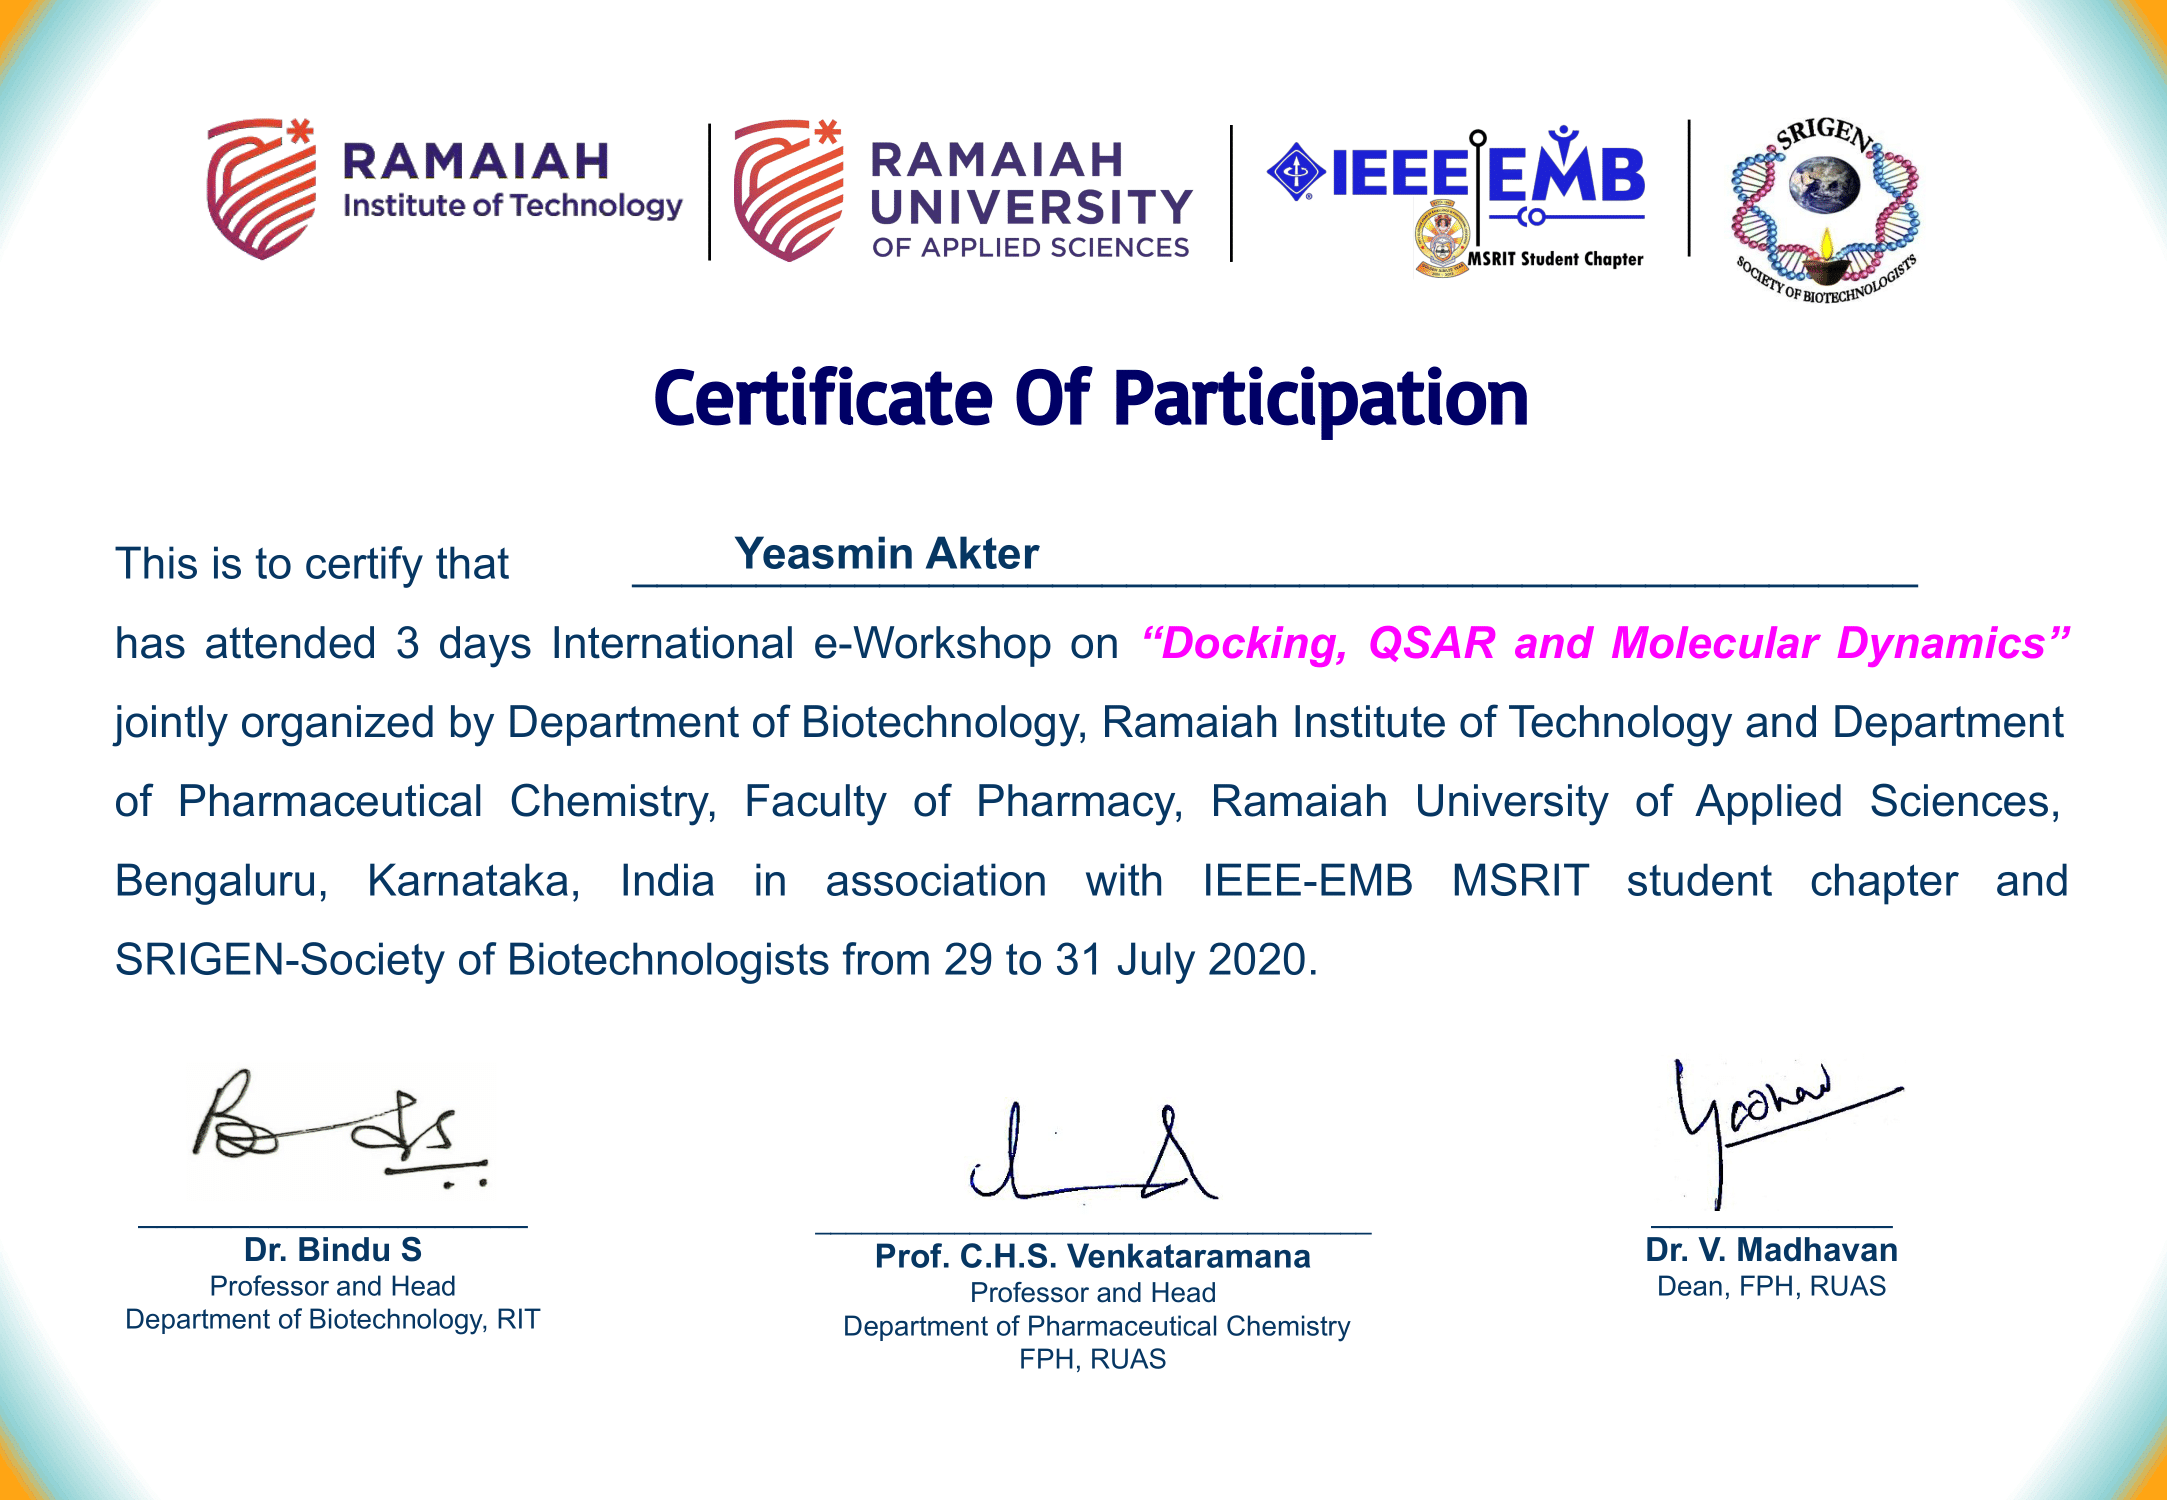 RAMAIAH
Institute of Technology
RAMAIAH
UNIVERSITY
OF APPLIED SCIENCES
IEEE EMB
MSRIT Student Chapter
SRIGEN
SOCIETY OF BIOTECHNOLOGISTS
Certificate Of Participation
This is to certify that Yeasmin Akter
has attended 3 days International e-Workshop on “Docking, QSAR and Molecular Dynamics”
jointly organized by Department of Biotechnology, Ramaiah Institute of Technology and Department
of Pharmaceutical Chemistry, Faculty of Pharmacy, Ramaiah University of Applied Sciences,
Bengaluru, Karnataka, India in association with IEEE-EMB MSRIT student chapter and
SRIGEN-Society of Biotechnologists from 29 to 31 July 2020.
Dr. Bindu S
Professor and Head
Department of Biotechnology, RIT
Prof. C.H.S. Venkataramana
Professor and Head
Department of Pharmaceutical Chemistry
FPH, RUAS
Dr. V. Madhavan
Dean, FPH, RUAS